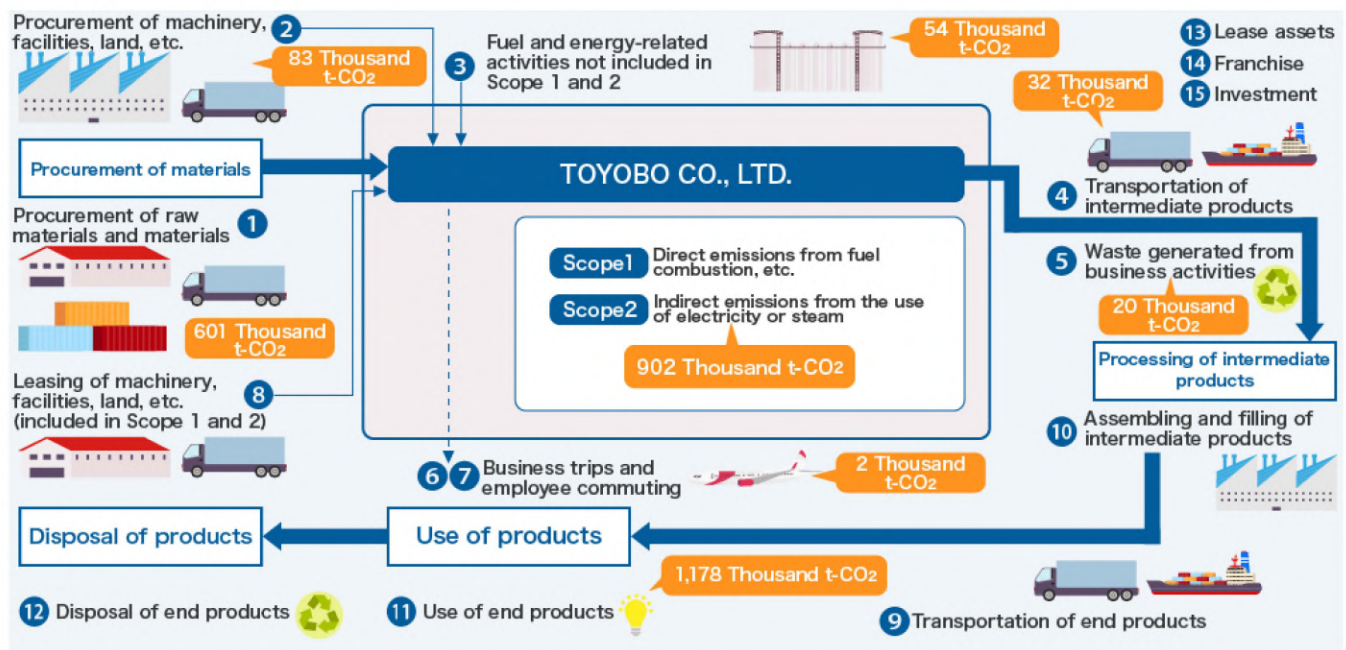 Procurement of machinery,
facilities, land, etc.
2
83 Thousand
t-CO2
3
Fuel and energy-related
activities not included in
Scope 1 and 2
54 Thousand
t-CO2
13 Lease assets
14 Franchise
15 Investment
32 Thousand
t-CO2
Procurement of materials
TOYOBO CO., LTD.
4
Transportation of
intermediate products
Procurement of raw
materials and materials
1
601 Thousand
t-CO2
Scope1
Direct emissions from fuel
combustion, etc.
Scope2
Indirect emissions from the use
of electricity or steam
902 Thousand t-CO2
5
Waste generated from
business activities
20 Thousand
t-CO2
Processing of intermediate
products
Leasing of machinery,
facilities, land, etc.
(included in Scope 1 and 2)
8
10
Assembling and filling of
intermediate products
6 7
Business trips and
employee commuting
2 Thousand
t-CO2
Disposal of products
Use of products
1,178 Thousand t-CO2
12 Disposal of end products
11 Use of end products
9 Transportation of end products